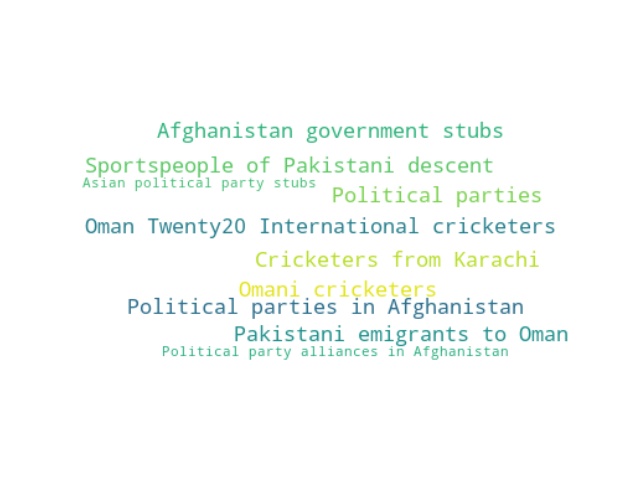 Afghanistan government stubs
Sportspeople of Pakistani descent
Asian political party stubs
Political parties
Oman Twenty20 International cricketers
Cricketers from Karachi
Omani cricketers
Political parties in Afghanistan
Pakistani emigrants to Oman
Political party alliances in Afghanistan